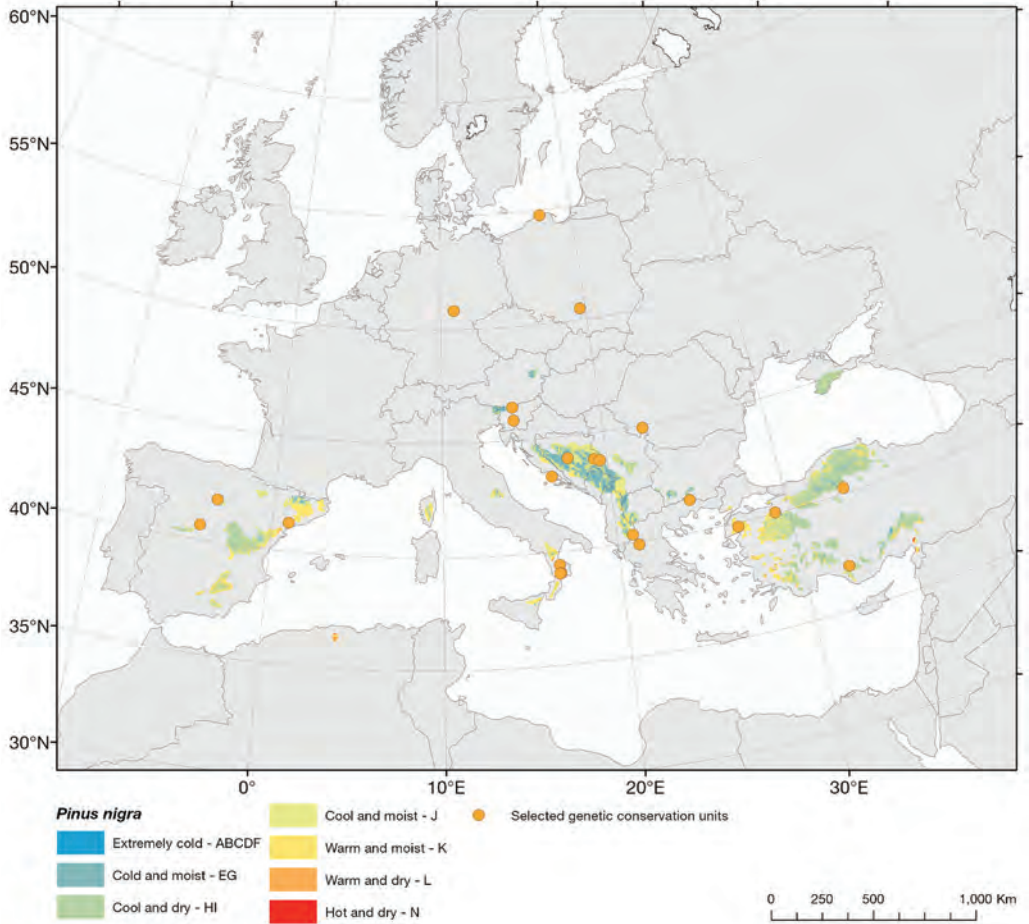 60°N
55°N
50°N
45°N
40°N
35°N
30°N
0°
10°E
20°E
30°E
Pinus nigra
Extremely cold - ABCDF
Cold and moist - EG
Cool and dry - HI
Cool and moist - J
Warm and moist - K
Warm and dry - L
Hot and dry - N
Selected genetic conservation units
0 250 500 1,000 Km